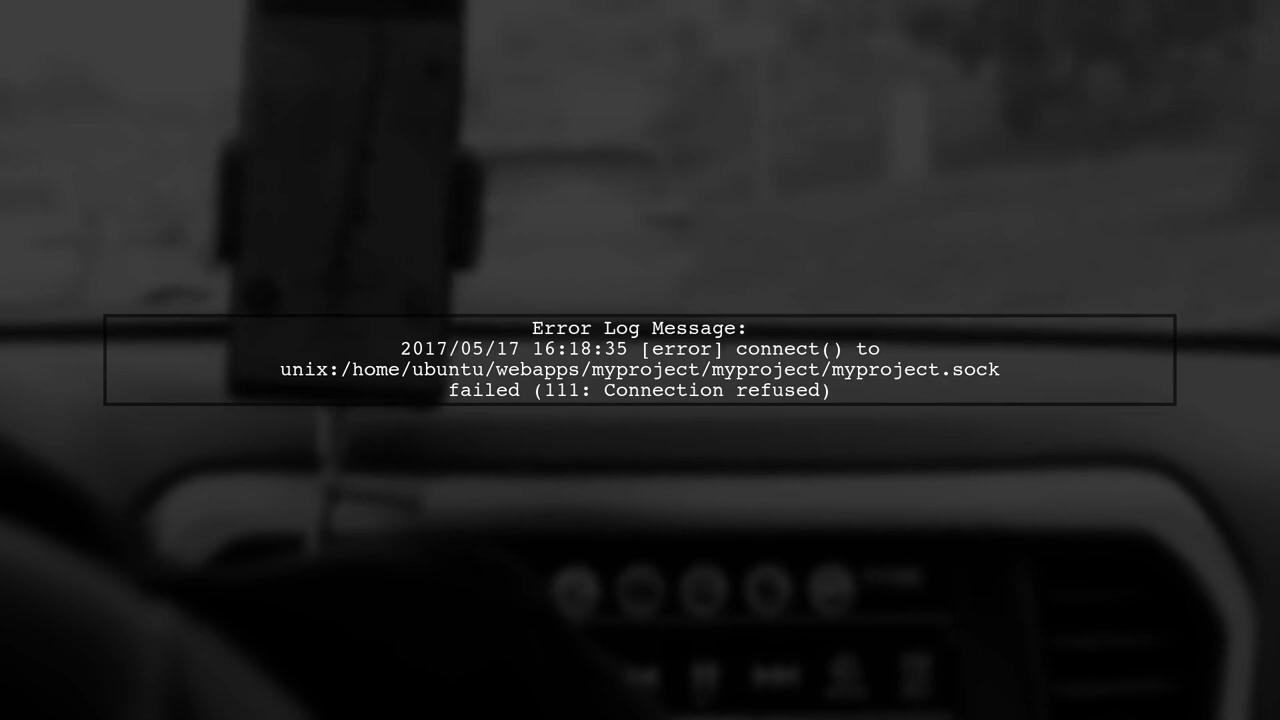 Error Log Message:
2017/05/17 16:18:35 [error] connect() to
unix:/home/ubuntu/webapps/myproject/myproject/myproject.sock
failed (111: Connection refused)